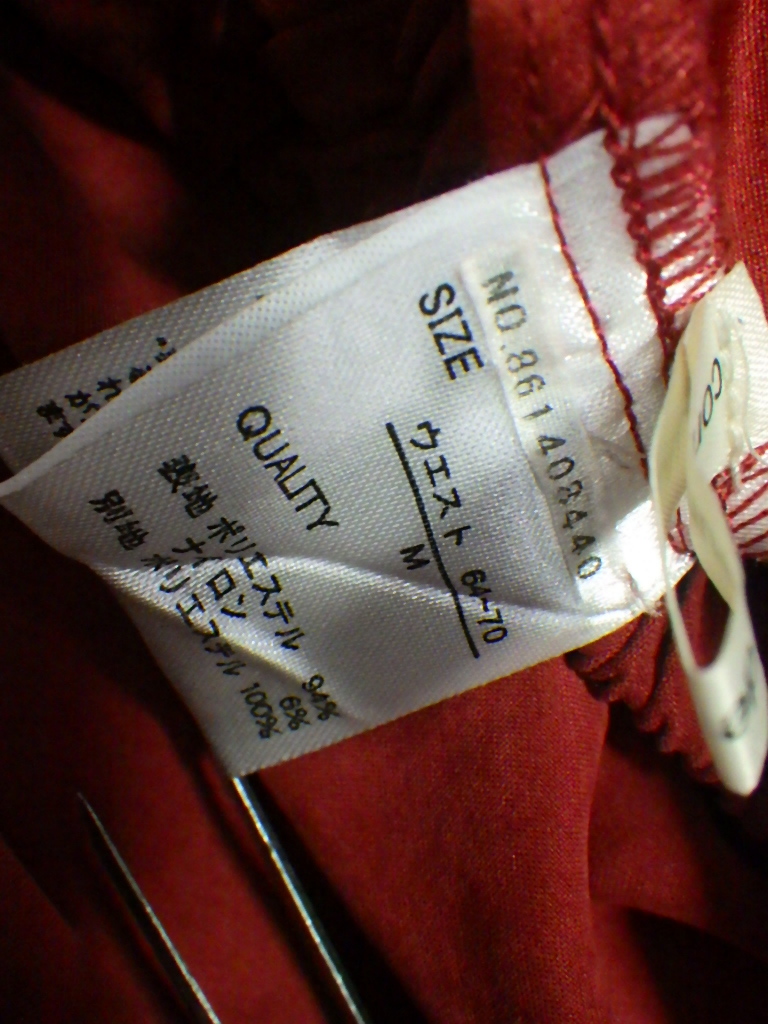 NO.861408440
SIZE
ウエスト 64~70
M
QUALITY
表地 ポリエステル 94%
ナイロン 6%
別地 ポリエステル 100%